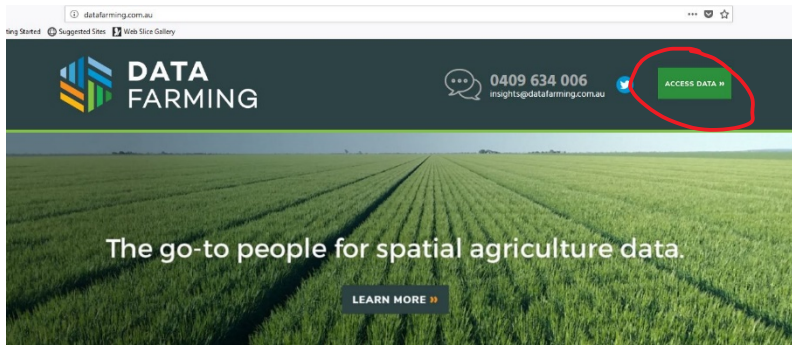 datafarming.com.au
ting Started Suggested Sites Web Slice Gallery
DATA
FARMING
0409 634 006
insights@datafarming.com.au
ACCESS DATA »
The go-to people for spatial agriculture data.
LEARN MORE »